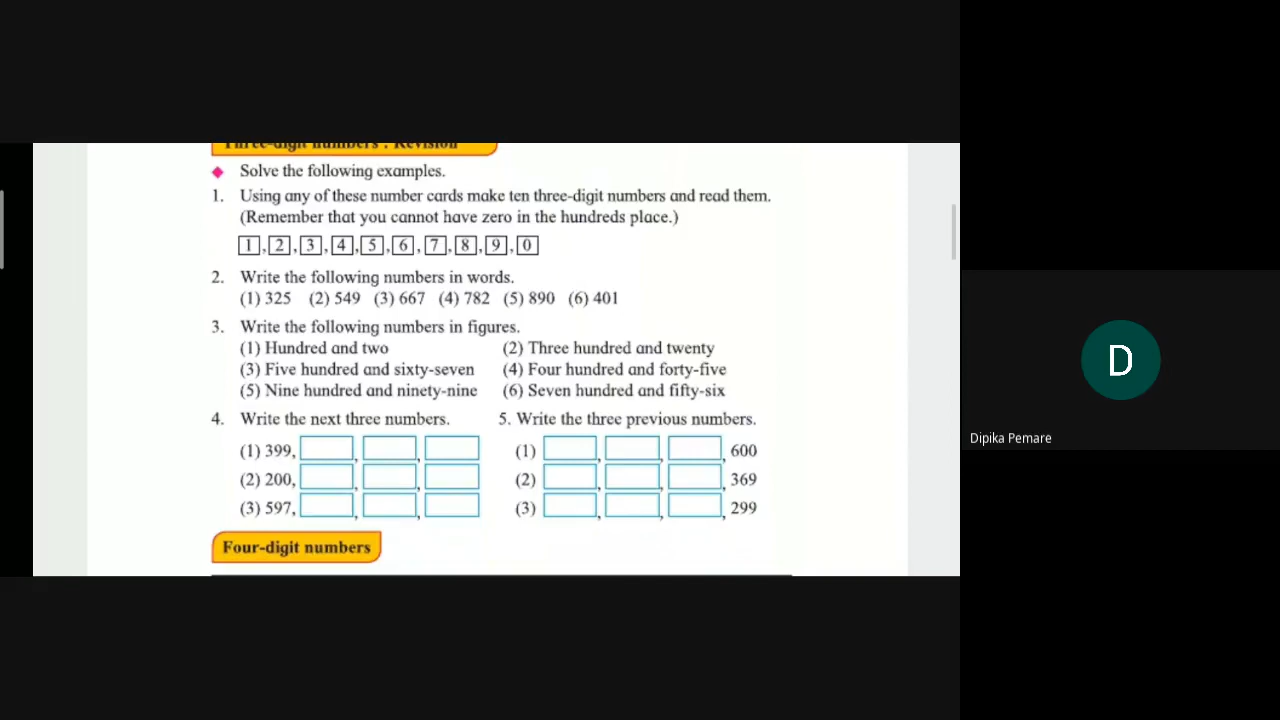 Three-digit numbers : Revision
◆ Solve the following examples.
1. Using any of these number cards make ten three-digit numbers and read them.
(Remember that you cannot have zero in the hundreds place.)
1, 2, 3, 4, 5, 6, 7, 8, 9, 0
2. Write the following numbers in words.
(1) 325 (2) 549 (3) 667 (4) 782 (5) 890 (6) 401
3. Write the following numbers in figures.
(1) Hundred and two (2) Three hundred and twenty
(3) Five hundred and sixty-seven (4) Four hundred and forty-five
(5) Nine hundred and ninety-nine (6) Seven hundred and fifty-six
4. Write the next three numbers. 5. Write the three previous numbers.
(1) 399, , , (1) , , , 600
(2) 200, , , (2) , , , 369
(3) 597, , , (3) , , , 299
Four-digit numbers
D
Dipika Pemare